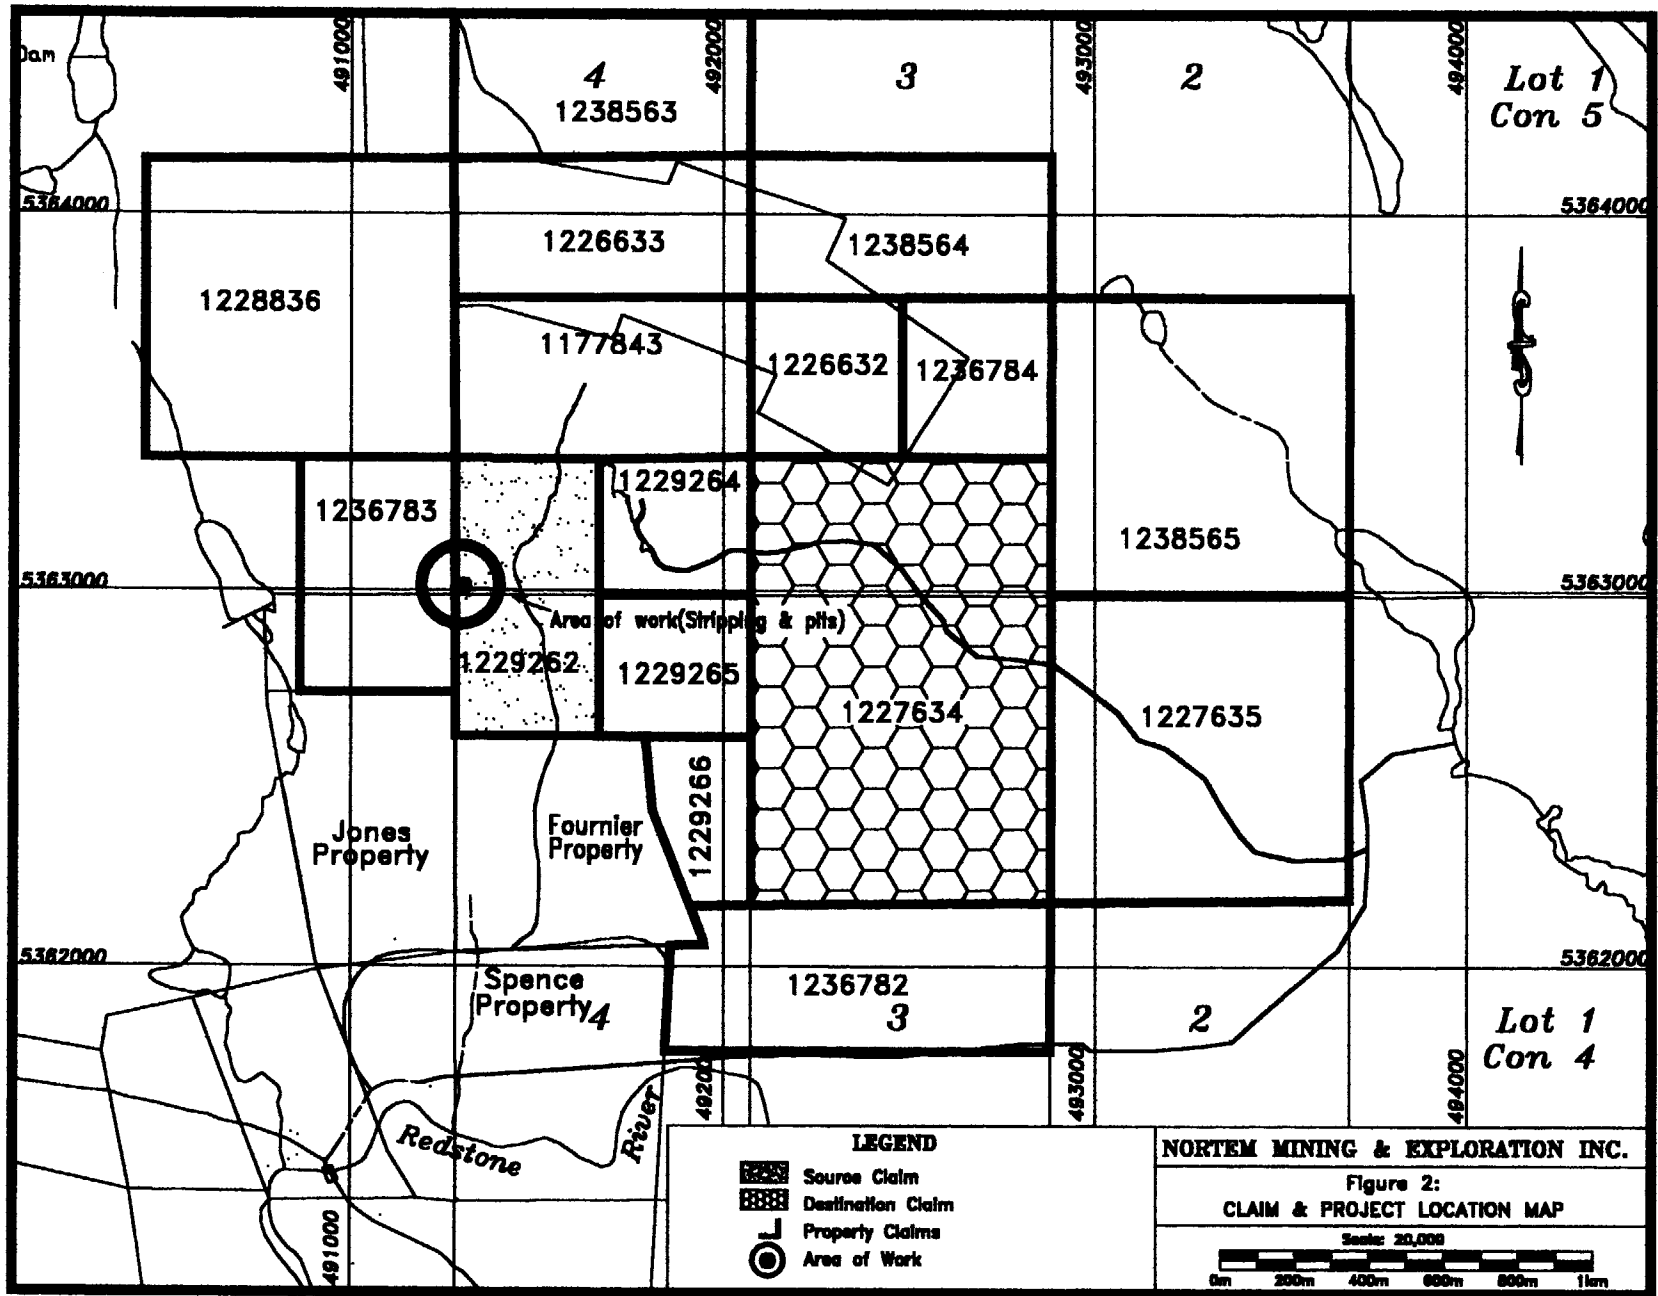 Dam
491000
492000
493000
494000
4
3
2
Lot 1
Con 5
1238563
5364000
5364000
1226633
1238564
1228836
1177843
1226632
1236784
1229264
1236783
1238565
5363000
5363000
Area of work(Stripping & pits)
1229262
1229265
1227634
1227635
1229266
Jones
Property
Fournier
Property
5362000
5362000
Spence
Property
4
1236782
3
2
Lot 1
Con 4
Redstone
River
491000
49200
493000
494000
LEGEND
Source Claim
Destination Claim
Property Claims
Area of Work
NORTEM MINING & EXPLORATION INC.
Figure 2:
CLAIM & PROJECT LOCATION MAP
Scale: 20,000
0m 200m 400m 600m 800m 1km